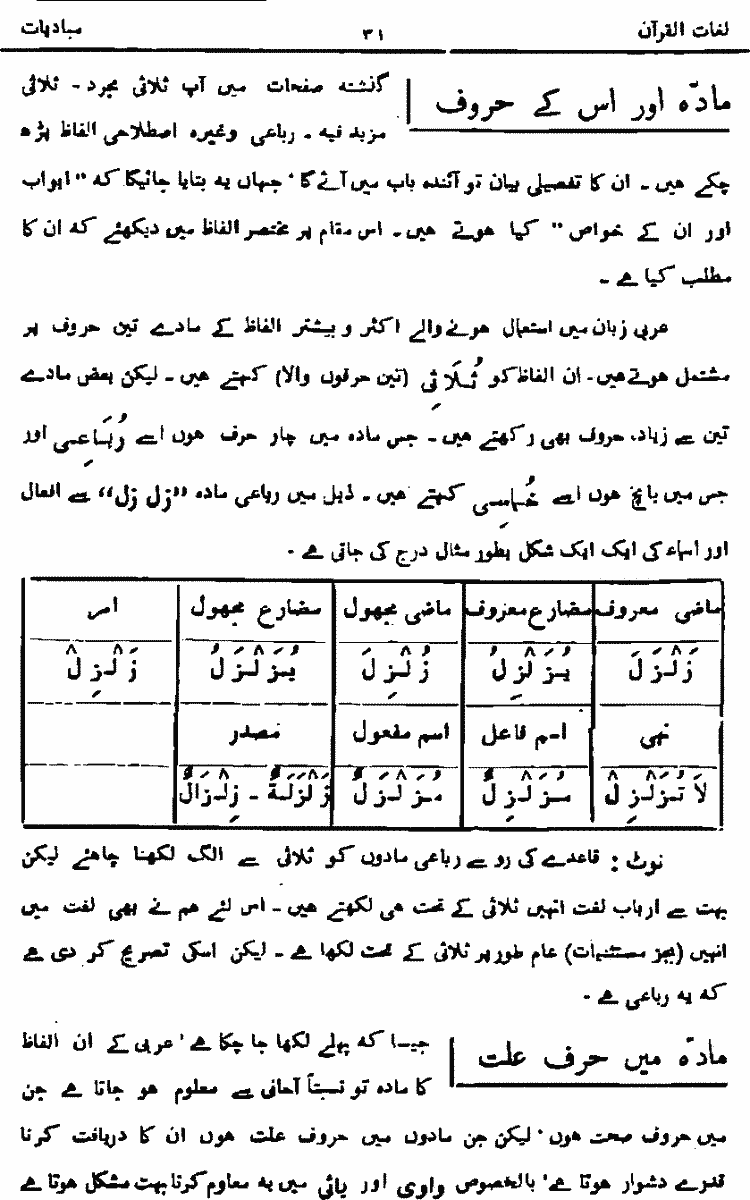 لغات القرآن ۳۱ مبادیات
مادّہ اور اس کے حروف
گذشتہ صفحات میں آپ ثلاثی مجرد - ثلاثی
مزید فیہ - رباعی وغیرہ اصطلاحی الفاظ پڑھ
چکے ہیں - ان کا تفصیلی بیان تو آئندہ باب میں آئے گا ' جہاں یہ بتایا جائیگا کہ " ابواب
اور ان کے خواص " کیا ہوتے ہیں - اس مقام پر مختصر الفاظ میں دیکھئے کہ ان کا
مطلب کیا ہے -
عربی زبان میں استعمال ہونے والے اکثر و بیشتر الفاظ کے مادے تین حروف پر
مشتمل ہوتے ہیں - ان الفاظ کو ثُلَاثِی (تین حرفوں والا) کہتے ہیں - لیکن بعض مادے
تین سے زیادہ حروف بھی رکھتے ہیں - جس مادہ میں چار حرف ہوں اسے رُبَاعِی اور
جس میں پانچ ہوں اسے خُمَاسِی کہتے ہیں - ذیل میں رباعی مادہ "زل زل" سے افعال
اور اسماء کی ایک ایک شکل بطور مثال درج کی جاتی ہے -
ماضی معروف مضارع معروف ماضی مجہول مضارع مجہول امر
زَلْزَلَ یُزَلْزِلُ زُلْزِلَ یُزَلْزَلُ زَلْزِلْ
نہی اسم فاعل اسم مفعول مصدر
لَا تُزَلْزِلْ مُزَلْزِلٌ مُزَلْزَلٌ زَلْزَلَةٌ - زِلْزَالٌ
نوٹ : قاعدے کی رو سے رباعی مادوں کو ثلاثی سے الگ لکھنا چاہئے لیکن
بہت سے ارباب لغت انہیں ثلاثی کے تحت ہی لکھتے ہیں - اس لئے ہم نے بھی لغت میں
انہیں (بجز مستثنیات) عام طور پر ثلاثی کے تحت لکھا ہے - لیکن اسکی تصریح کر دی ہے
کہ یہ رباعی ہے -
مادّہ میں حرف علت
جیسا کہ پہلے لکھا جا چکا ہے ' عربی کے ان الفاظ
کا مادہ تو نسبتاً آسانی سے معلوم ہو جاتا ہے جن
میں حروف صحت ہوں ' لیکن جن مادوں میں حروف علت ہوں ان کا دریافت کرنا
قدرے دشوار ہوتا ہے ' بالخصوص واوی اور یائی میں یہ معلوم کرنا بہت مشکل ہوتا ہے